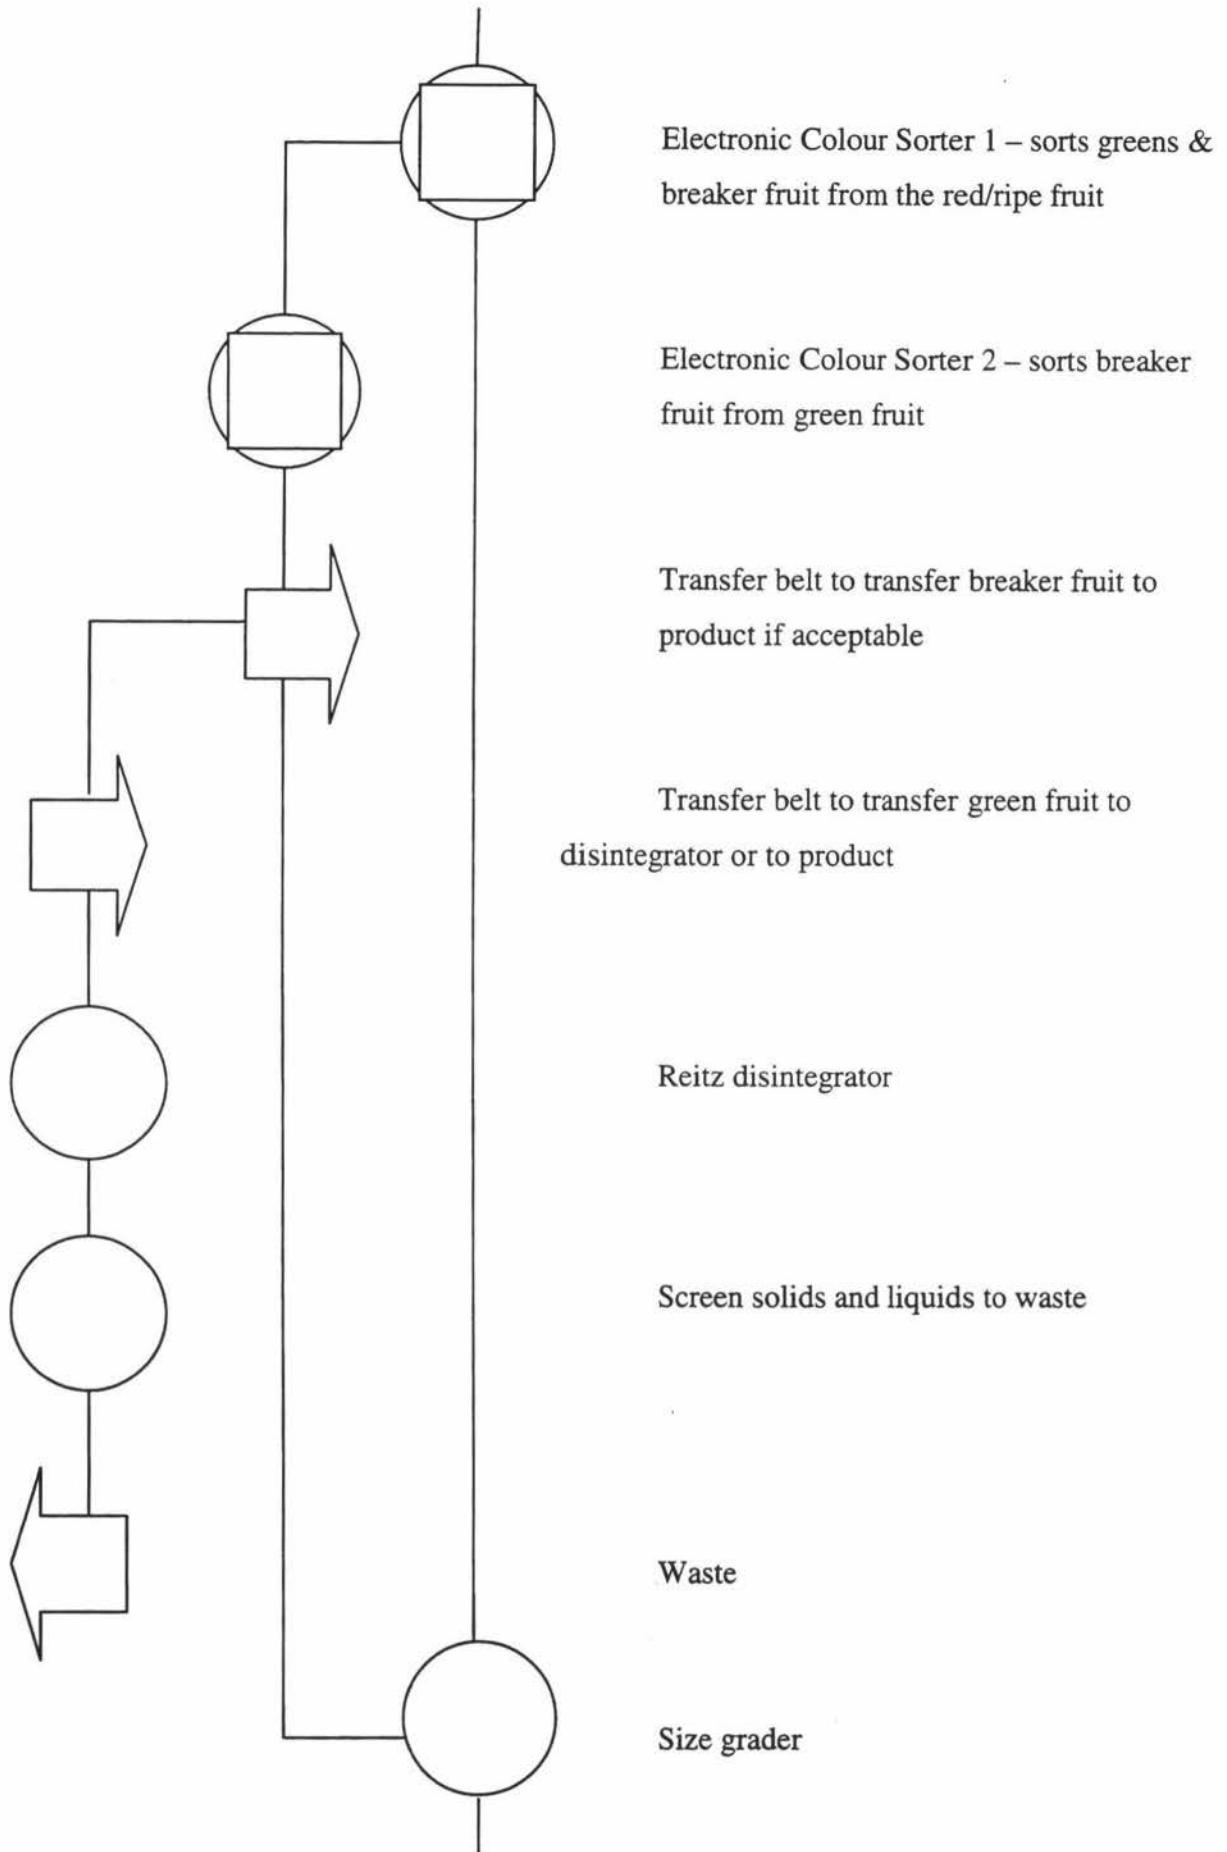 Electronic Colour Sorter 1 – sorts greens &
breaker fruit from the red/ripe fruit
Electronic Colour Sorter 2 – sorts breaker
fruit from green fruit
Transfer belt to transfer breaker fruit to
product if acceptable
Transfer belt to transfer green fruit to
disintegrator or to product
Reitz disintegrator
Screen solids and liquids to waste
Waste
Size grader